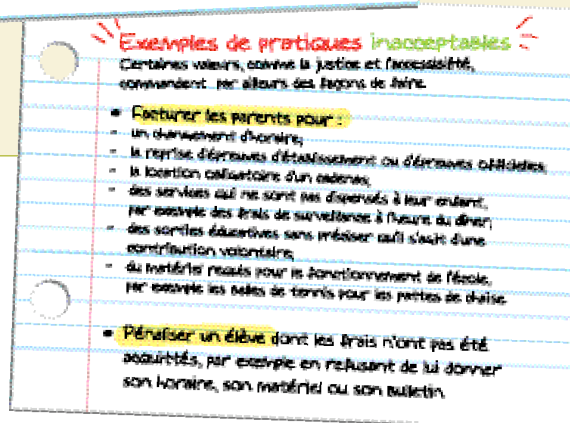 Exemples de pratiques inacceptables
Certaines valeurs, comme la justice et l'accessibilité,
commandent par ailleurs des façons de faire.
• Facturer les parents pour :
- un changement d'horaire;
- la reprise d'épreuves d'établissement ou d'épreuves officielles;
- la location obligatoire d'un cadenas;
- des services qui ne sont pas dispensés à leur enfant,
par exemple des frais de surveillance à l'heure du dîner;
- des sorties éducatives sans préciser qu'il s'agit d'une
contribution volontaire;
- du matériel requis pour le fonctionnement de l'école,
par exemple les balles de tennis pour les pattes de chaise.
• Pénaliser un élève dont les frais n'ont pas été
acquittés, par exemple en refusant de lui donner
son horaire, son matériel ou son bulletin.